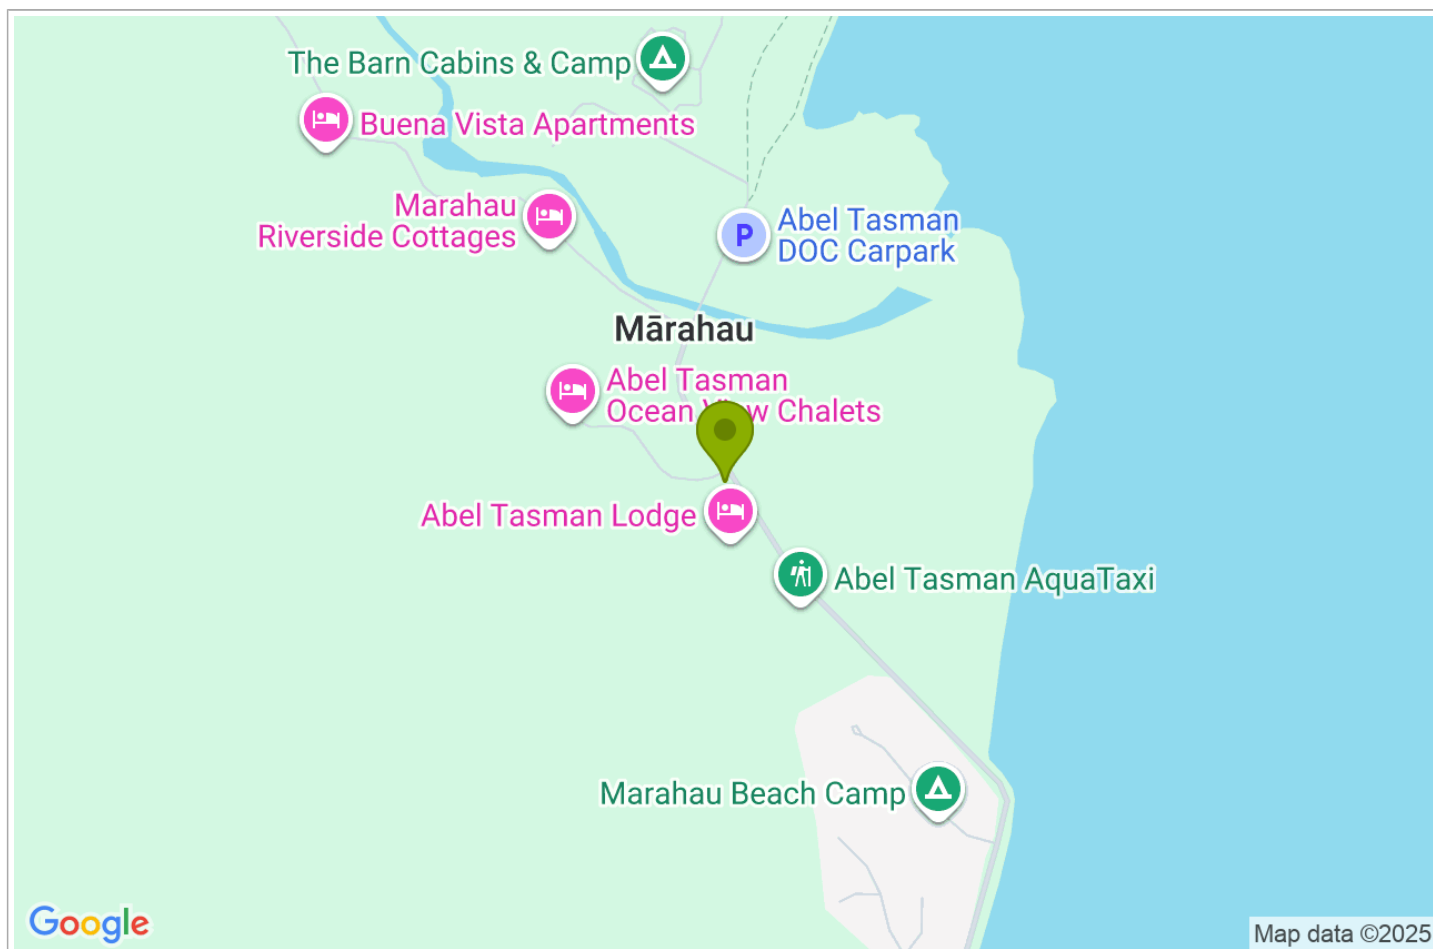 The Barn Cabins & Camp
Buena Vista Apartments
Marahau
Riverside Cottages
Abel Tasman
DOC Carpark
P
Mārahau
Abel Tasman
Ocean View Chalets
Abel Tasman Lodge
Abel Tasman AquaTaxi
Marahau Beach Camp
Google
Map data ©2025